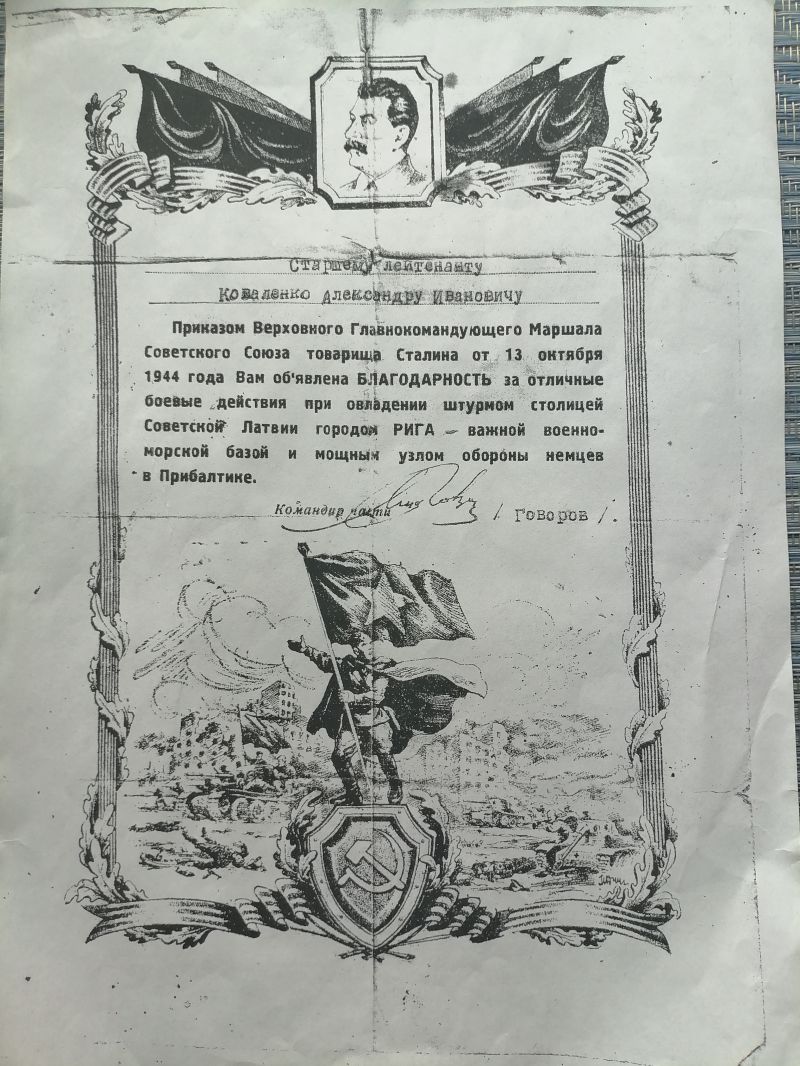 Старшему лейтенанту
Коваленко Александру Ивановичу
Приказом Верховного Главнокомандующего Маршала
Советского Союза товарища Сталина от 13 октября
1944 года Вам об'явлена БЛАГОДАРНОСТЬ за отличные
боевые действия при овладении штурмом столицей
Советской Латвии городом РИГА — важной военно-
морской базой и мощным узлом обороны немцев
в Прибалтике.
Командир части / Говоров /.